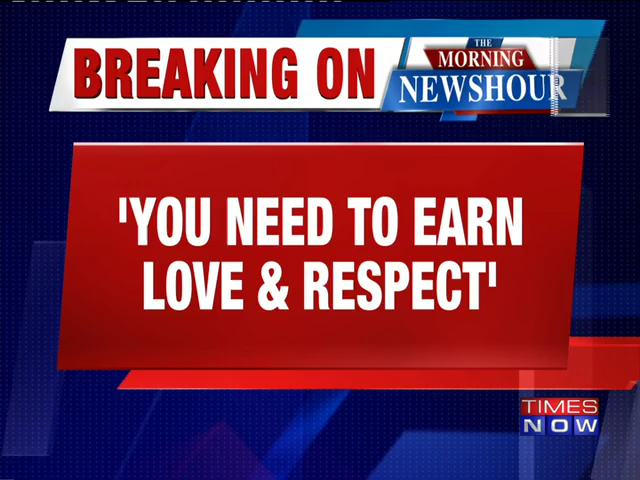 BREAKING ON
THE
MORNING
NEWSHOUR
'YOU NEED TO EARN
LOVE & RESPECT'
TIMES
NOW